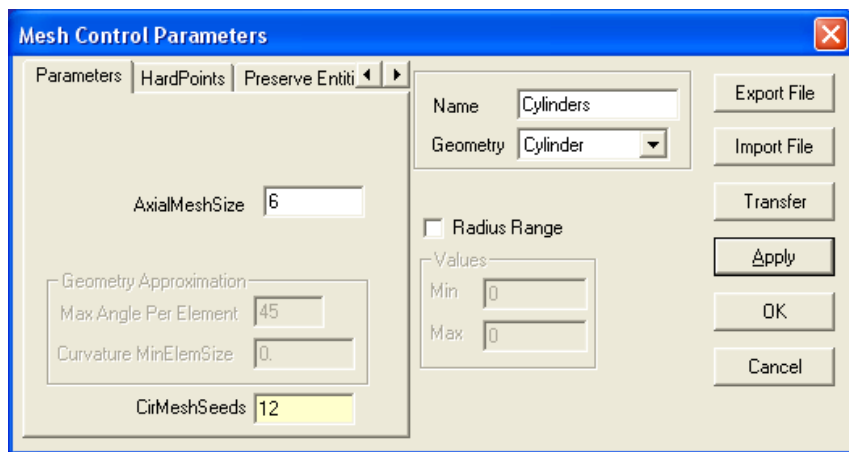 Mesh Control Parameters
Parameters HardPoints Preserve Entiti
Name Cylinders
Geometry Cylinder
AxialMeshSize 6
Radius Range
Values
Min 0
Max 0
Geometry Approximation
Max Angle Per Element 45
Curvature MinElemSize 0.
CirMeshSeeds 12
Export File
Import File
Transfer
Apply
OK
Cancel